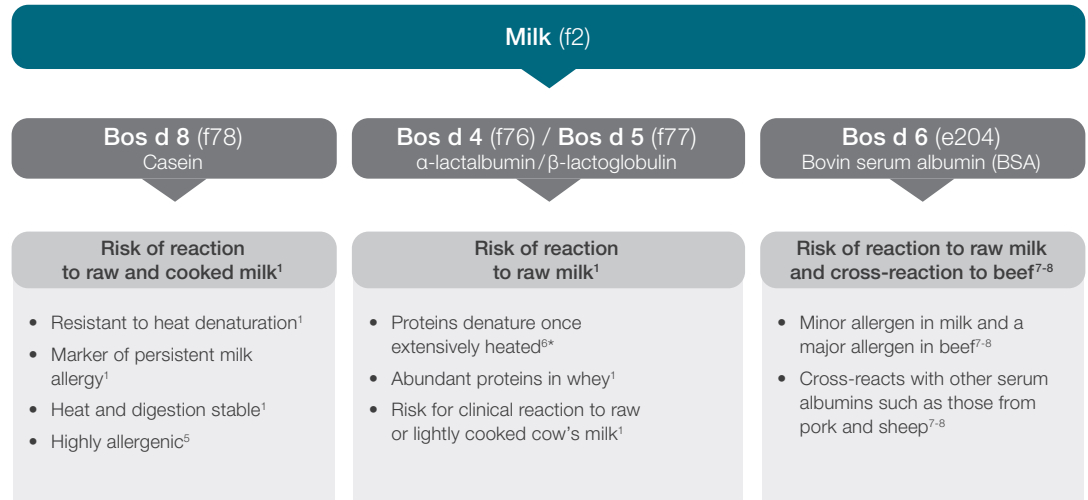 Milk (f2)
Bos d 8 (f78)
Casein
Bos d 4 (f76) / Bos d 5 (f77)
α-lactalbumin/β-lactoglobulin
Bos d 6 (e204)
Bovin serum albumin (BSA)
Risk of reaction
to raw and cooked milk¹
• Resistant to heat denaturation¹
• Marker of persistent milk
allergy¹
• Heat and digestion stable¹
• Highly allergenic⁵
Risk of reaction
to raw milk¹
• Proteins denature once
extensively heated⁶*
• Abundant proteins in whey¹
• Risk for clinical reaction to raw
or lightly cooked cow's milk¹
Risk of reaction to raw milk
and cross-reaction to beef⁷⁻⁸
• Minor allergen in milk and a
major allergen in beef⁷⁻⁸
• Cross-reacts with other serum
albumins such as those from
pork and sheep⁷⁻⁸